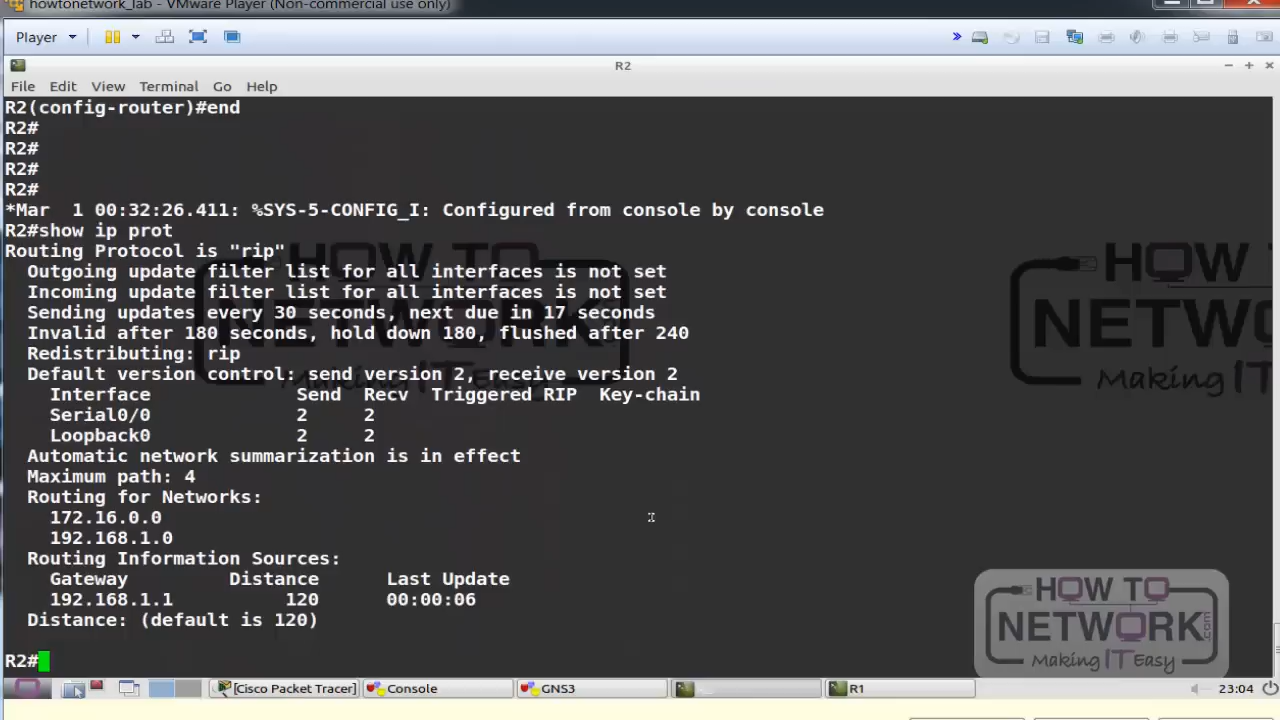 howtonetwork_lab - VMware Player (Non-commercial use only)
Player
R2
File Edit View Terminal Go Help
R2(config-router)#end
R2#
R2#
R2#
R2#
*Mar  1 00:32:26.411: %SYS-5-CONFIG_I: Configured from console by console
R2#show ip prot
Routing Protocol is "rip"
  Outgoing update filter list for all interfaces is not set
  Incoming update filter list for all interfaces is not set
  Sending updates every 30 seconds, next due in 17 seconds
  Invalid after 180 seconds, hold down 180, flushed after 240
  Redistributing: rip
  Default version control: send version 2, receive version 2
    Interface             Send  Recv  Triggered RIP  Key-chain
    Serial0/0             2     2
    Loopback0             2     2
  Automatic network summarization is in effect
  Maximum path: 4
  Routing for Networks:
    172.16.0.0
    192.168.1.0
  Routing Information Sources:
    Gateway         Distance      Last Update
    192.168.1.1          120      00:00:06
  Distance: (default is 120)
R2#
HOW TO
NETWORK
Making IT Easy
HOW
NETWO
Making IT
HOW TO
NETWORK.com
Making IT Easy
[Cisco Packet Tracer] Console GNS3 R1 23:04